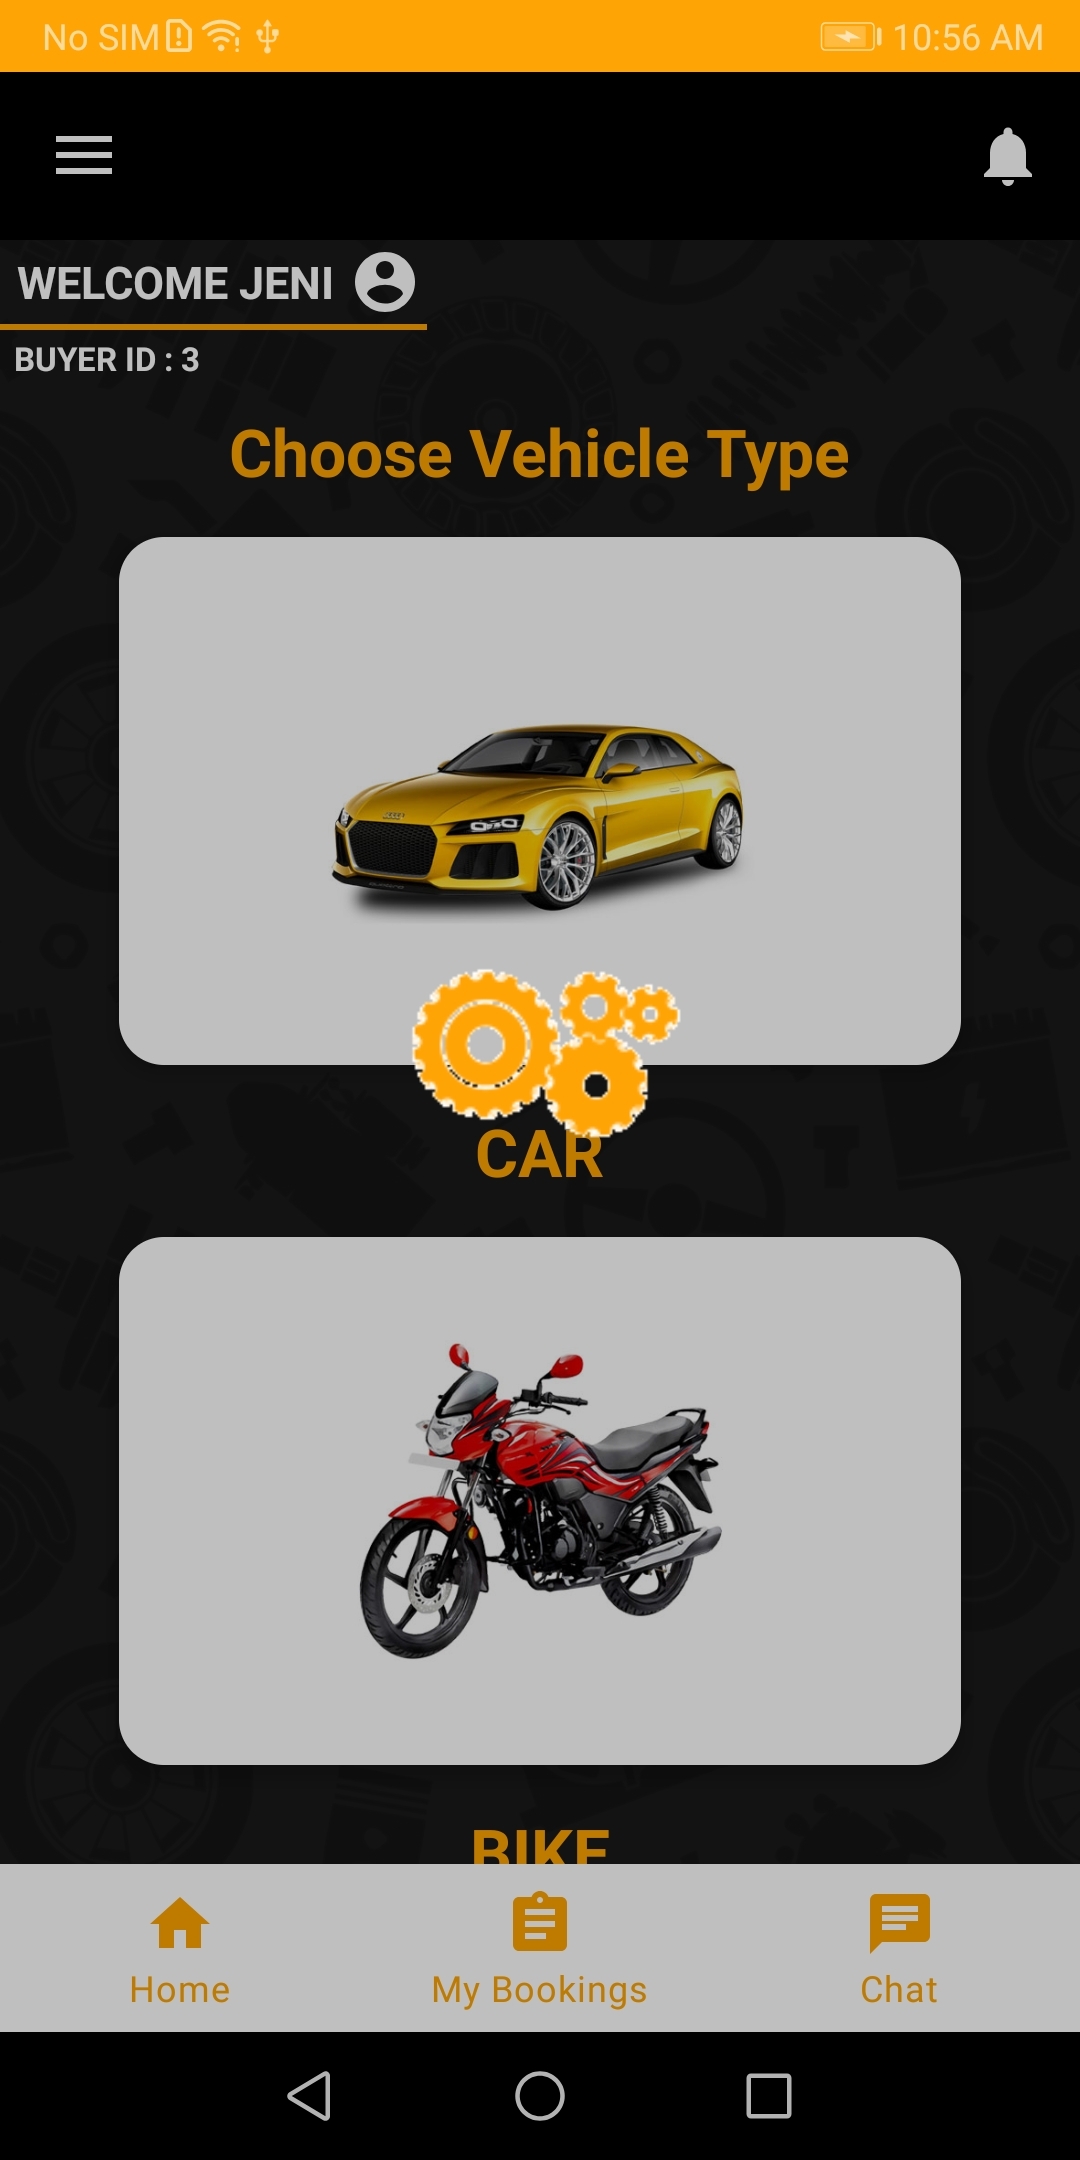 No SIM 10:56 AM
WELCOME JENI
BUYER ID : 3
Choose Vehicle Type
CAR
BIKE
Home My Bookings Chat